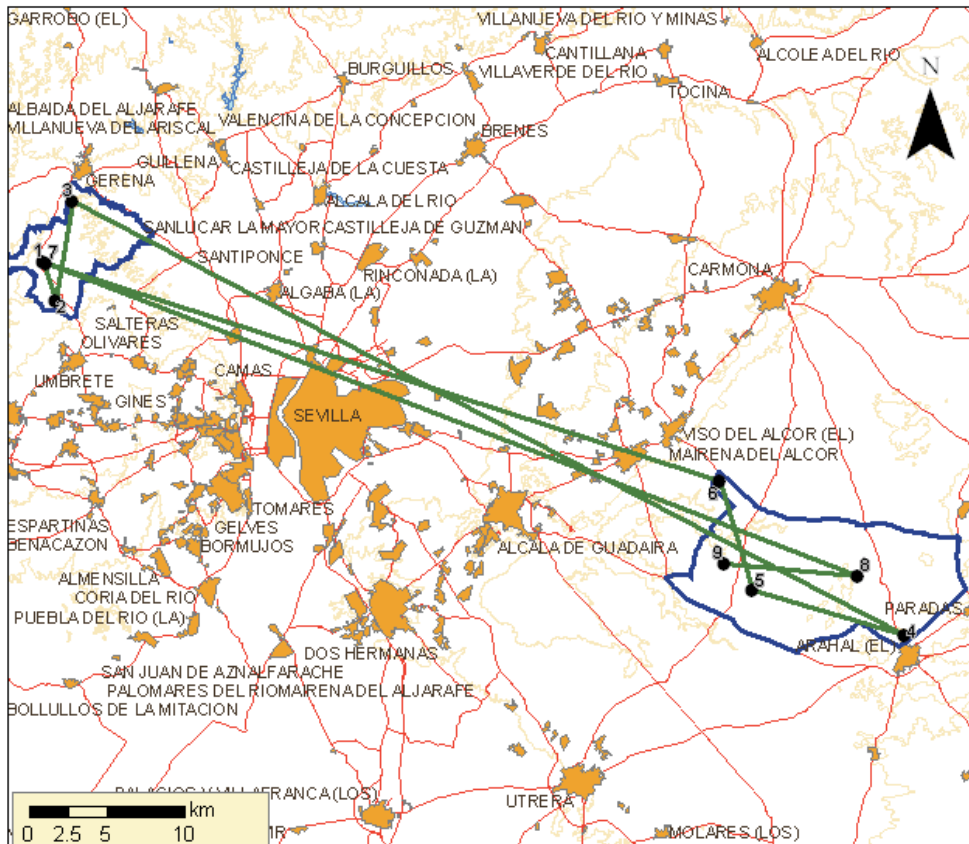 GARROBO (EL)
VILLANUEVA DEL RIO Y MINAS
CANTILLANA
ALCOLEA DEL RIO
N
BURGUILLOS
VILLAVERDE DEL RIO
TOCINA
ALBAIDA DEL ALJARAFE
VALENCINA DE LA CONCEPCION
VILLANUEVA DEL ARISCAL
BRENES
GUILLENA
CASTILLEJA DE LA CUESTA
GERENA
3
ALCALA DEL RIO
SANLUCAR LA MAYOR
CASTILLEJA DE GUZMAN
1
7
SANTIPONCE
RINCONADA (LA)
CARMONA
ALGABA (LA)
2
SALTERAS
OLIVARES
CAMAS
UMBRETE
GINES
SEVILLA
VISO DEL ALCOR (EL)
MAIRENA DEL ALCOR
6
TOMARES
ESPARTINAS
GELVES
BENACAZON
BORMUJOS
ALCALA DE GUADAIRA
9
8
ALMENSILLA
5
CORIA DEL RIO
PARADAS
PUEBLA DEL RIO (LA)
4
ARAHAL (EL)
DOS HERMANAS
SAN JUAN DE AZNALFARACHE
PALOMARES DEL RIO
MAIRENA DEL ALJARAFE
BOLLULLOS DE LA MITACION
PALACIOS Y VILLAFRANCA (LOS)
UTRERA
MOLARES (LOS)
km
0 2.5 5 10